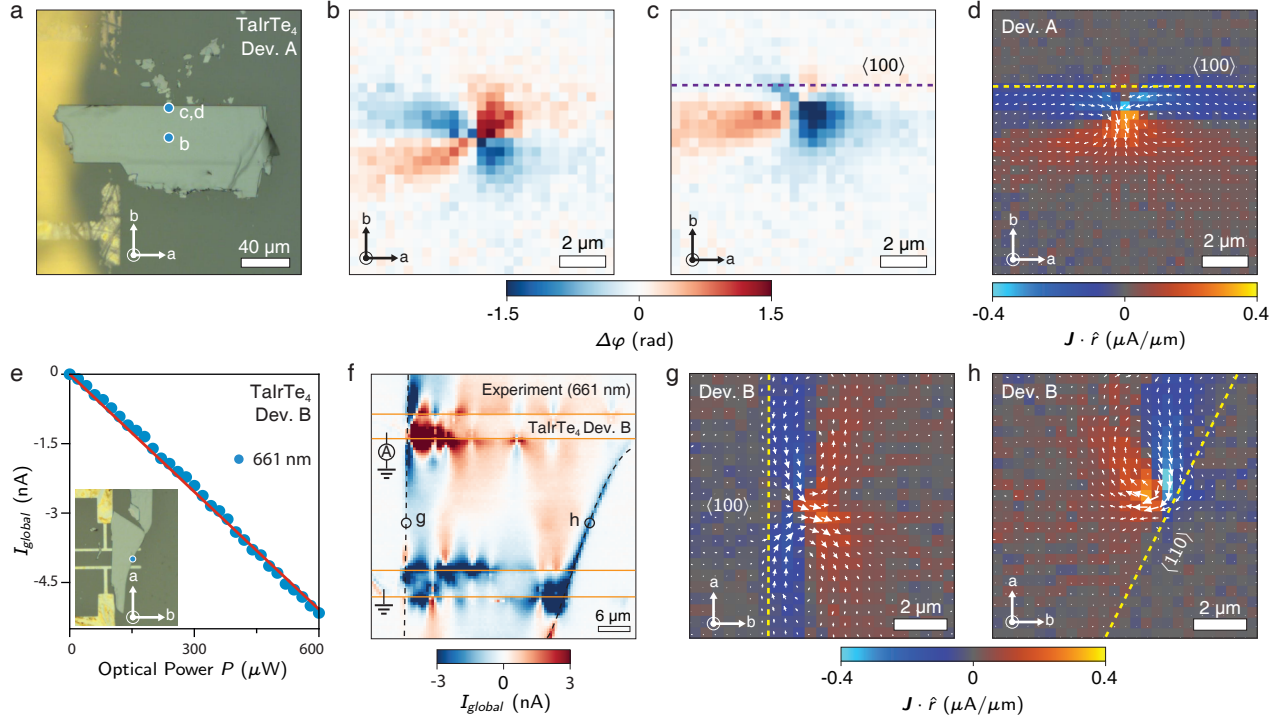 a
TaIrTe₄
Dev. A
c,d
b
b
a
40 μm
b
b
a
2 μm
c
⟨100⟩
b
a
2 μm
-1.5
0
1.5
Δφ (rad)
d
Dev. A
⟨100⟩
2 μm
-0.4
0
0.4
J · r̂ (μA/μm)
e
0
-1.5
-3
-4.5
I_global (nA)
TaIrTe₄
Dev. B
661 nm
a
b
0
300
600
Optical Power P (μW)
f
Experiment (661 nm)
TaIrTe₄ Dev. B
A
g
h
6 μm
-3
0
3
I_global (nA)
g
Dev. B
⟨100⟩
a
b
2 μm
h
Dev. B
⟨110⟩
a
b
2 μm
-0.4
0
0.4
J · r̂ (μA/μm)